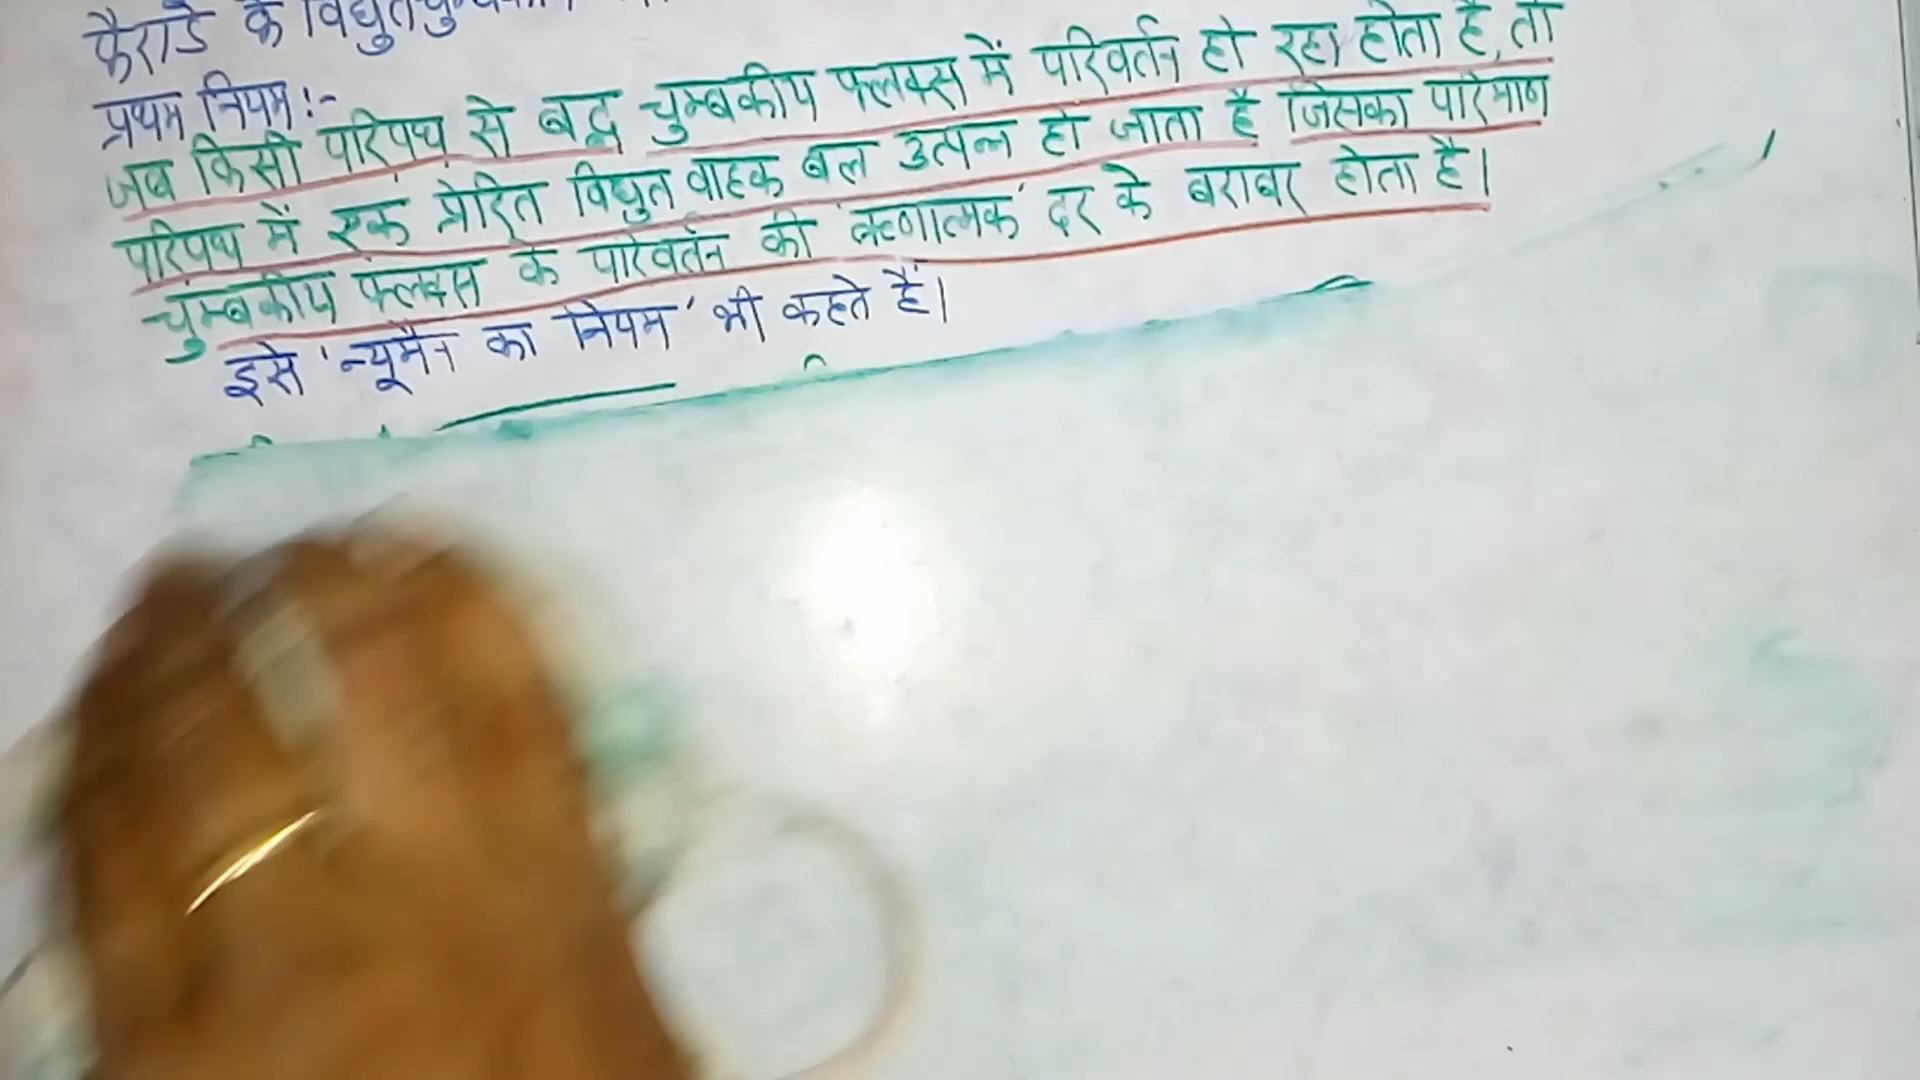 फैराडे के विद्युतचुम्बकीय
प्रथम नियम:-
जब किसी परिपथ से बद्ध चुम्बकीय फ्लक्स में परिवर्तन हो रहा होता है, तो
परिपथ में एक प्रेरित विद्युत वाहक बल उत्पन्न हो जाता है जिसका परिमाण
चुम्बकीय फ्लक्स के परिवर्तन की 'ऋणात्मक' दर के बराबर होता है।
इसे 'न्यूमैन का नियम' भी कहते हैं।